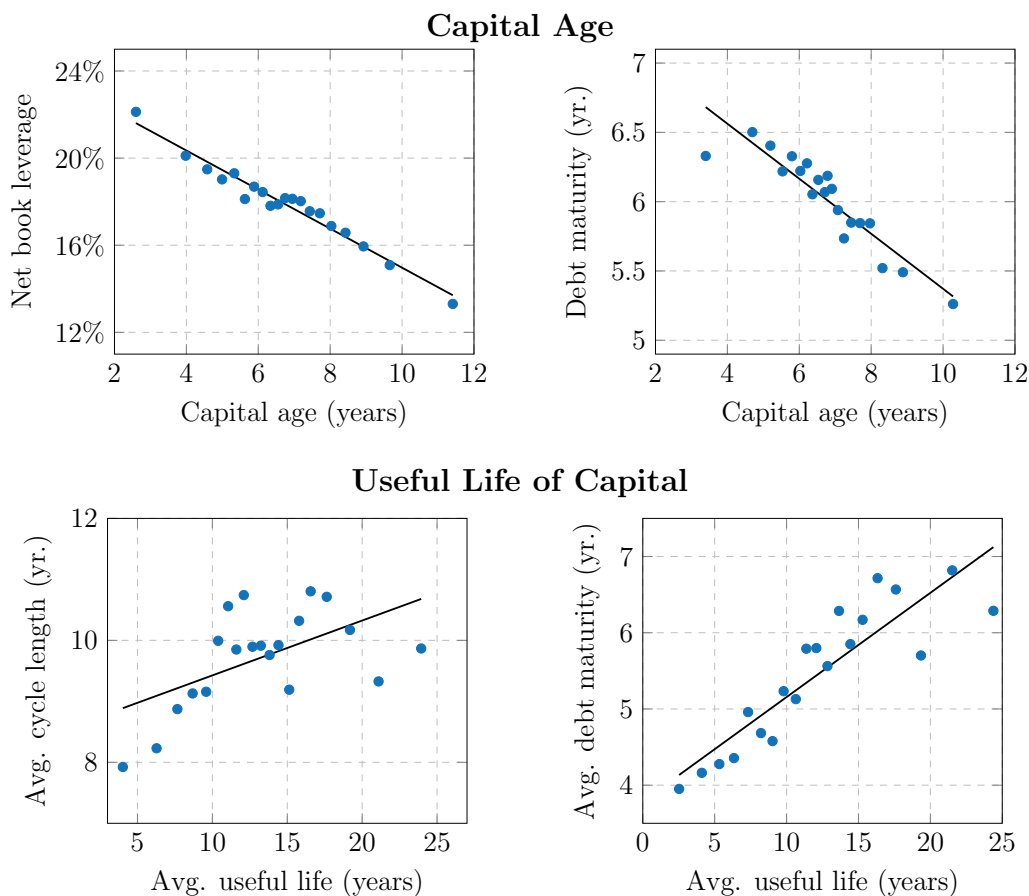 Capital Age
Net book leverage
24%
20%
16%
12%
2 4 6 8 10 12
Capital age (years)
Debt maturity (yr.)
7
6.5
6
5.5
5
2 4 6 8 10 12
Capital age (years)
Useful Life of Capital
Avg. cycle length (yr.)
12
10
8
5 10 15 20 25
Avg. useful life (years)
Avg. debt maturity (yr.)
7
6
5
4
0 5 10 15 20 25
Avg. useful life (years)